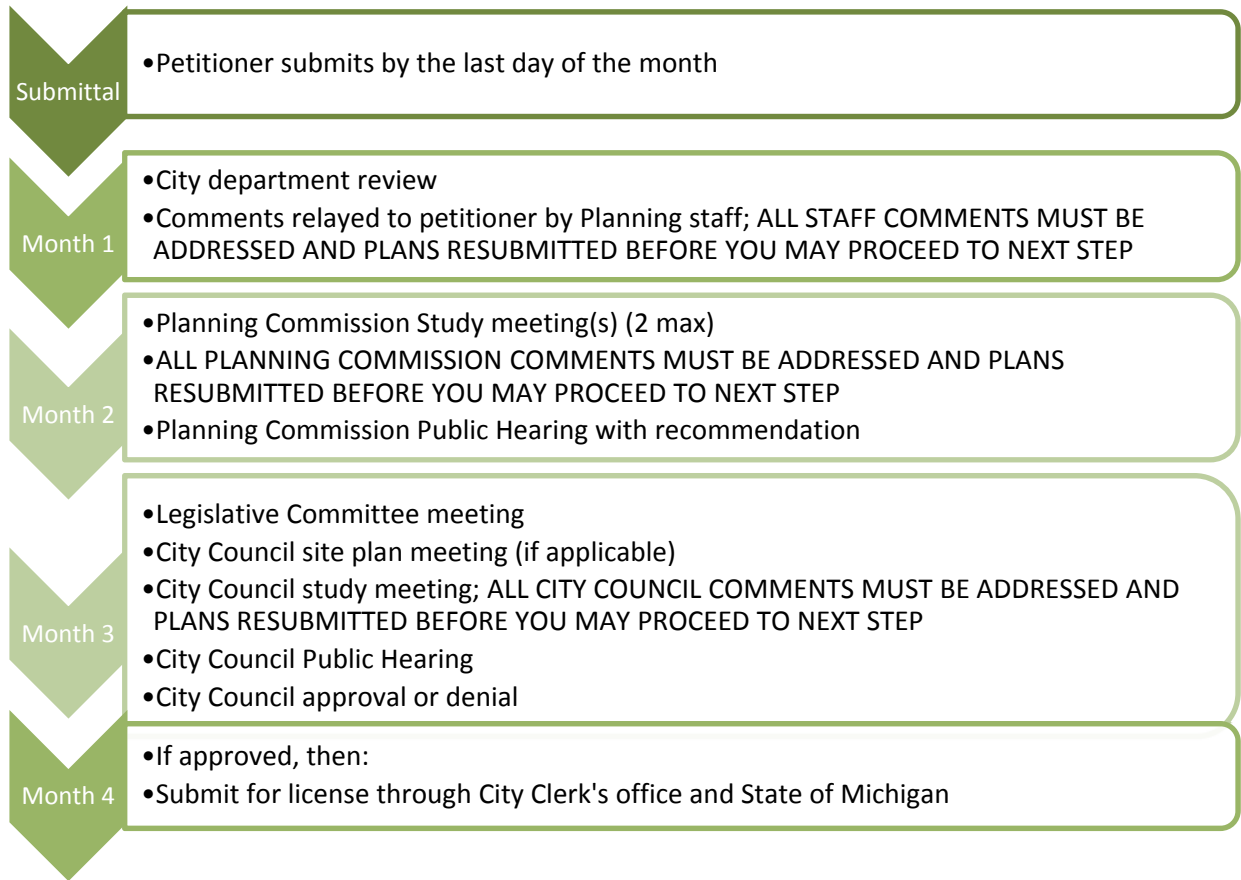 Submittal
•Petitioner submits by the last day of the month
Month 1
•City department review
•Comments relayed to petitioner by Planning staff; ALL STAFF COMMENTS MUST BE
ADDRESSED AND PLANS RESUBMITTED BEFORE YOU MAY PROCEED TO NEXT STEP
Month 2
•Planning Commission Study meeting(s) (2 max)
•ALL PLANNING COMMISSION COMMENTS MUST BE ADDRESSED AND PLANS
RESUBMITTED BEFORE YOU MAY PROCEED TO NEXT STEP
•Planning Commission Public Hearing with recommendation
Month 3
•Legislative Committee meeting
•City Council site plan meeting (if applicable)
•City Council study meeting; ALL CITY COUNCIL COMMENTS MUST BE ADDRESSED AND
PLANS RESUBMITTED BEFORE YOU MAY PROCEED TO NEXT STEP
•City Council Public Hearing
•City Council approval or denial
Month 4
•If approved, then:
•Submit for license through City Clerk's office and State of Michigan